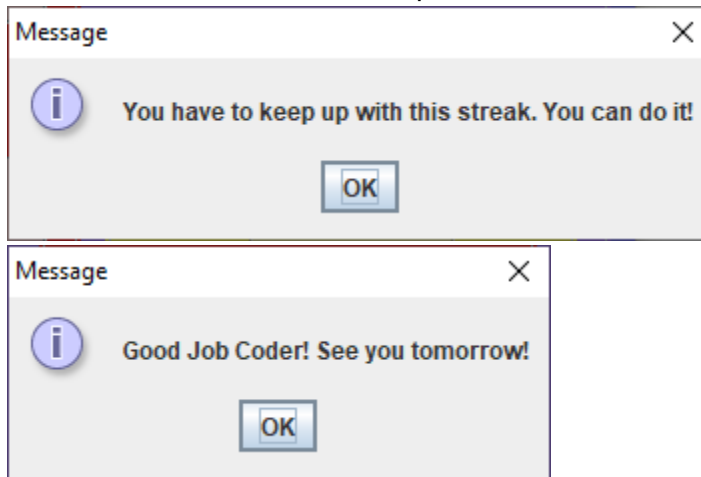 Message
You have to keep up with this streak. You can do it!
OK
Message
Good Job Coder! See you tomorrow!
OK